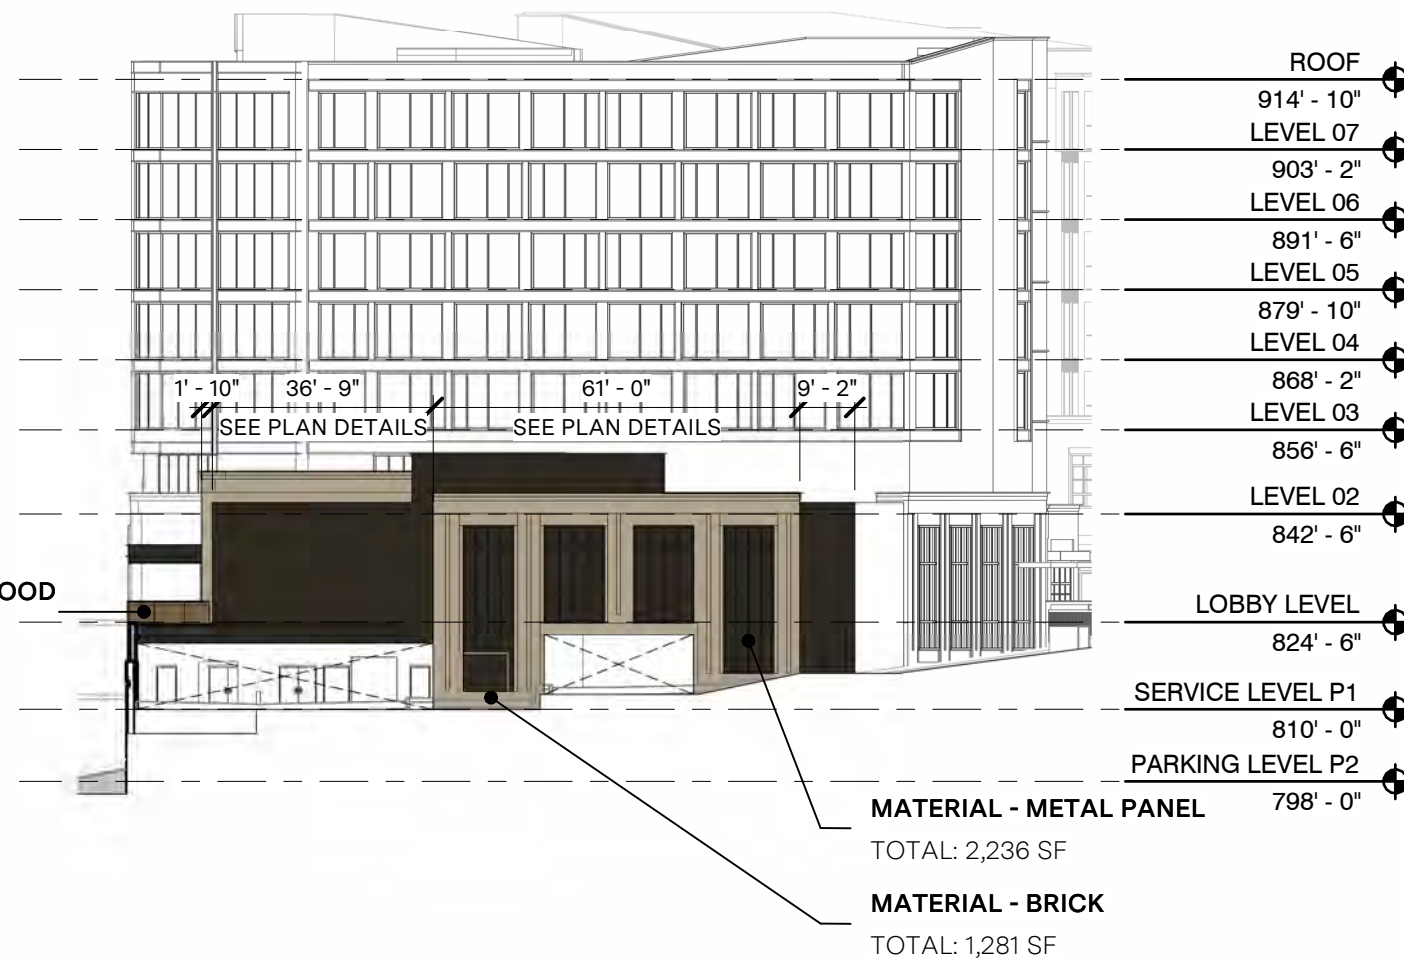 ROOF
914' - 10"
LEVEL 07
903' - 2"
LEVEL 06
891' - 6"
LEVEL 05
879' - 10"
LEVEL 04
868' - 2"
1' - 10" 36' - 9" 61' - 0" 9' - 2"
LEVEL 03
SEE PLAN DETAILS SEE PLAN DETAILS
856' - 6"
LEVEL 02
842' - 6"
OOD
LOBBY LEVEL
824' - 6"
SERVICE LEVEL P1
810' - 0"
PARKING LEVEL P2
798' - 0"
MATERIAL - METAL PANEL
TOTAL: 2,236 SF
MATERIAL - BRICK
TOTAL: 1,281 SF